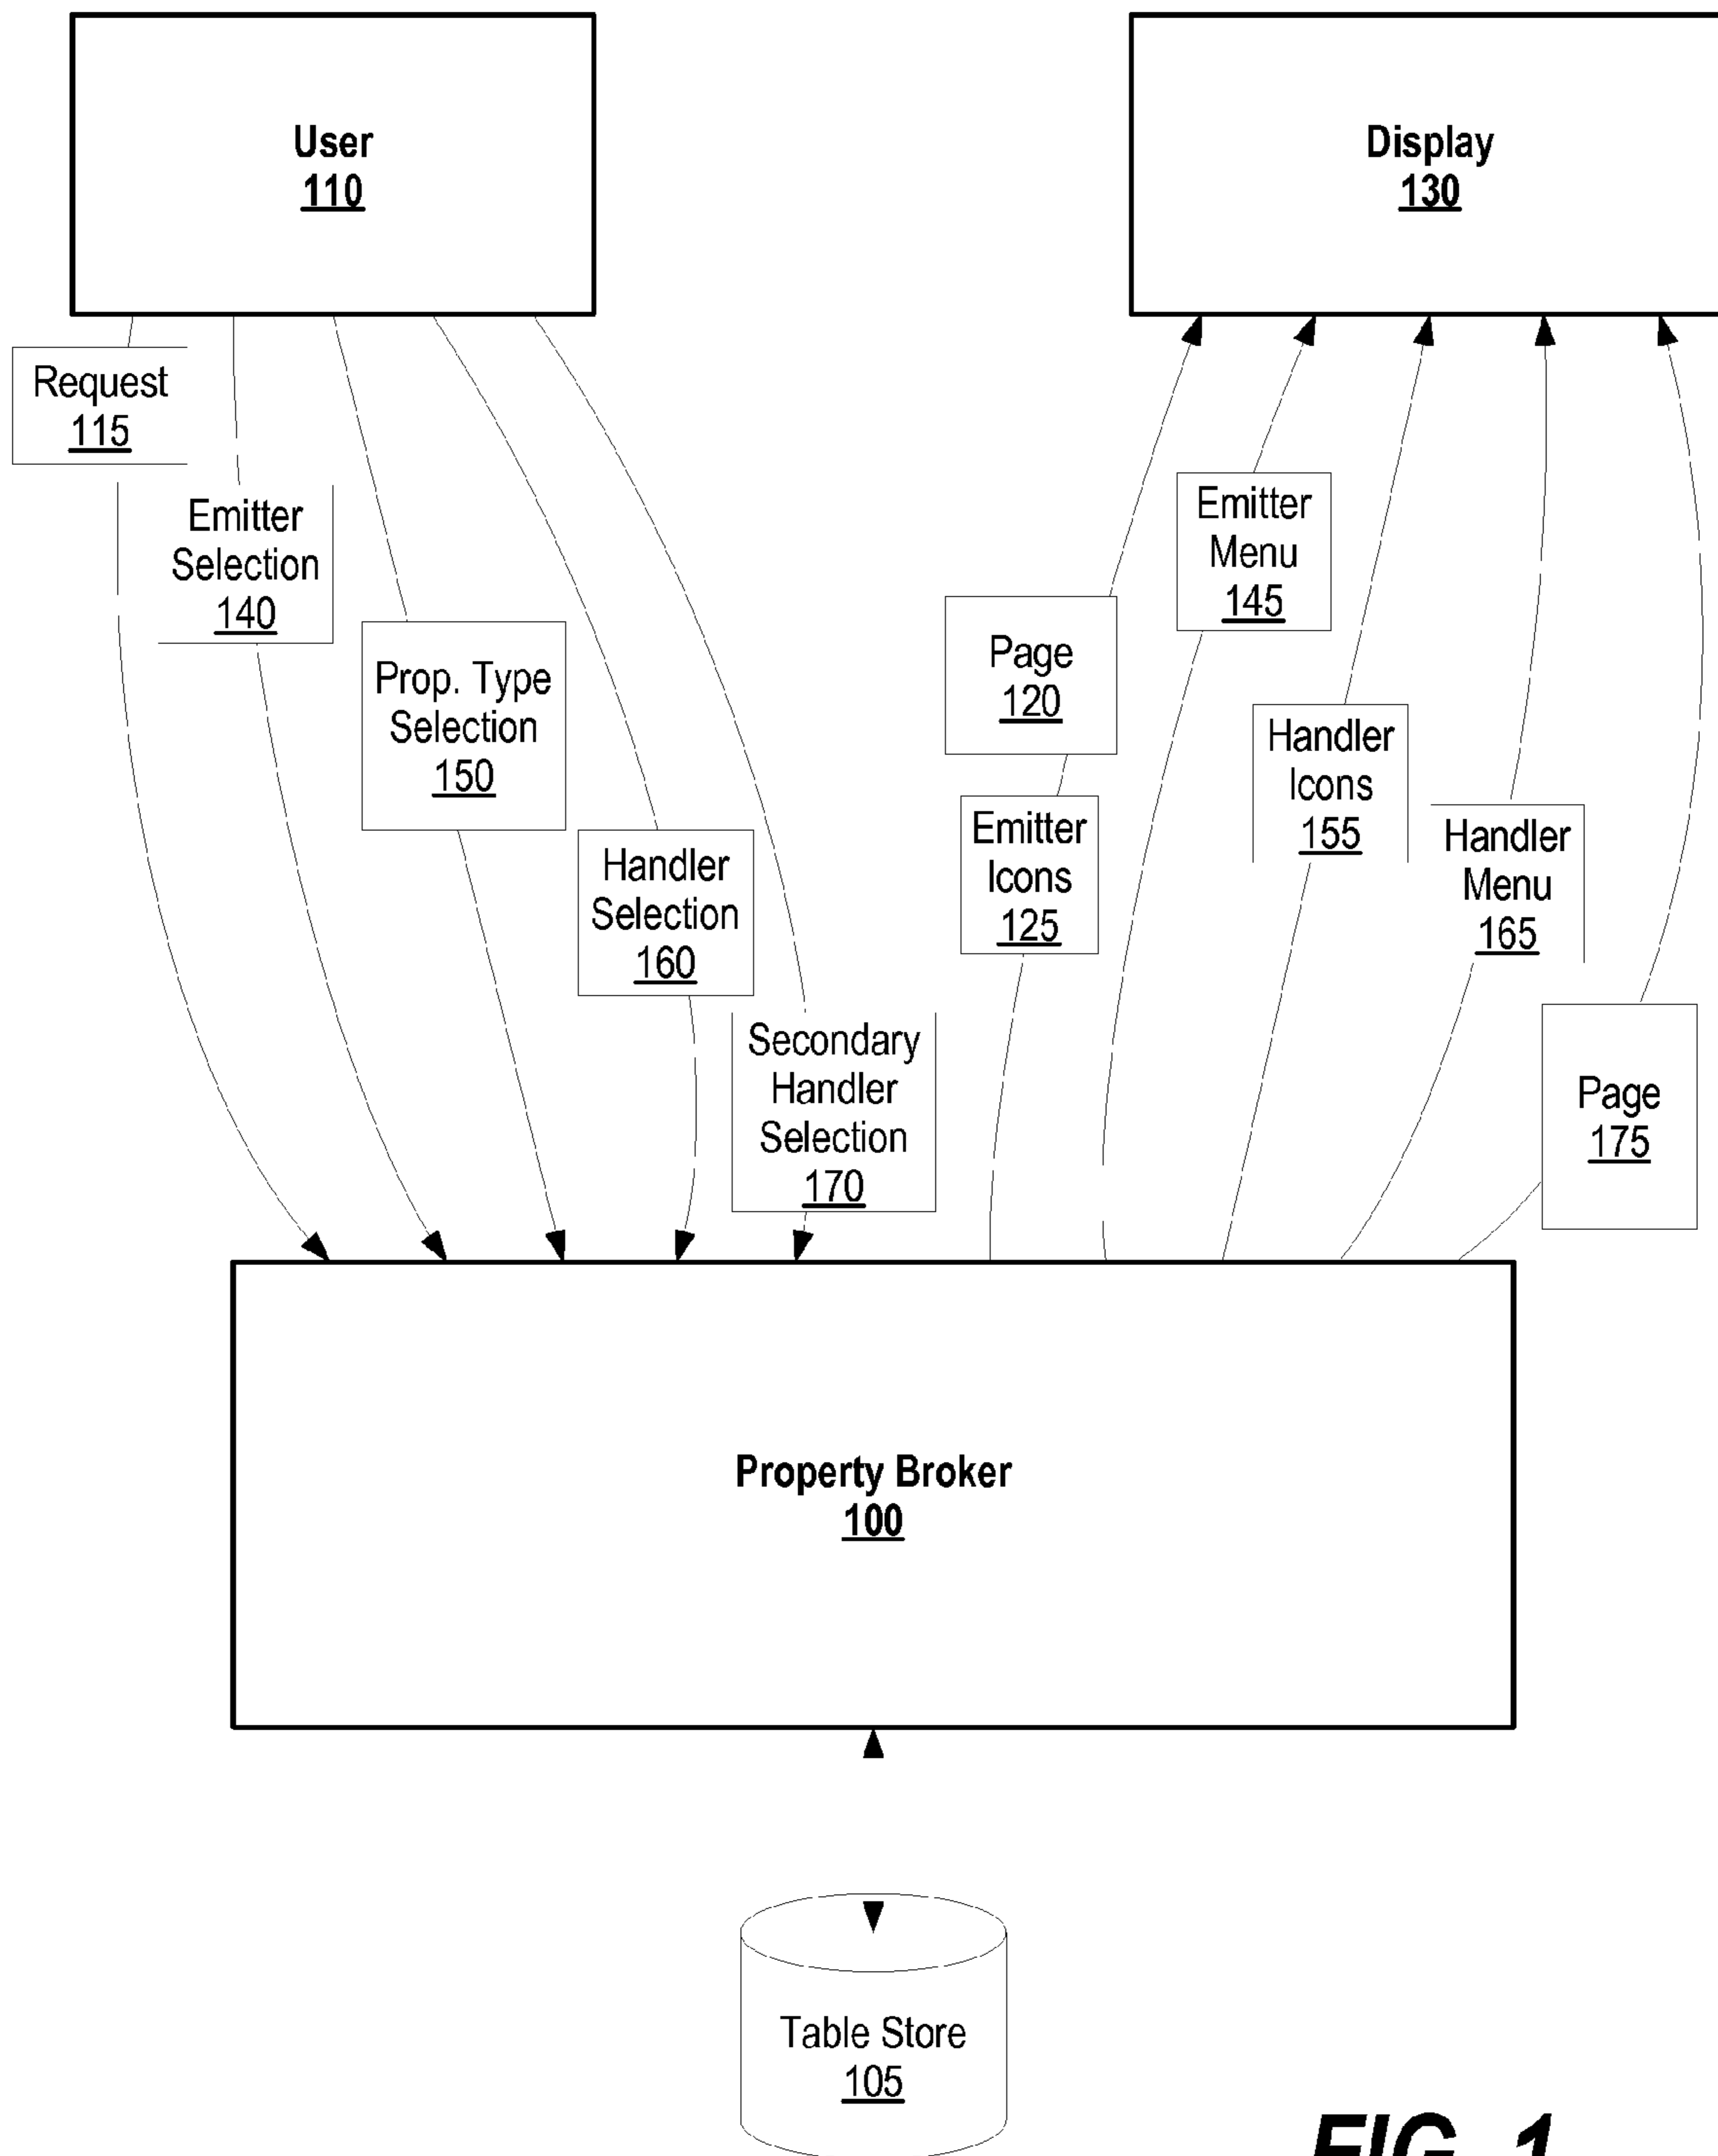 User
110
Display
130
Request
115
Emitter
Selection
140
Prop. Type
Selection
150
Handler
Selection
160
Secondary
Handler
Selection
170
Page
120
Emitter
Icons
125
Emitter
Menu
145
Handler
Icons
155
Handler
Menu
165
Page
175
Property Broker
100
Table Store
105
FIG. 1